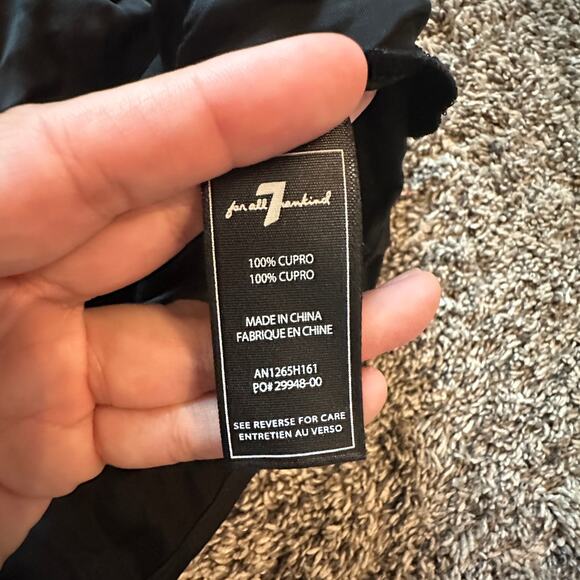 for all 7 mankind
100% CUPRO
100% CUPRO
MADE IN CHINA
FABRIQUE EN CHINE
AN1265H161
PO# 29948-00
SEE REVERSE FOR CARE
ENTRETIEN AU VERSO